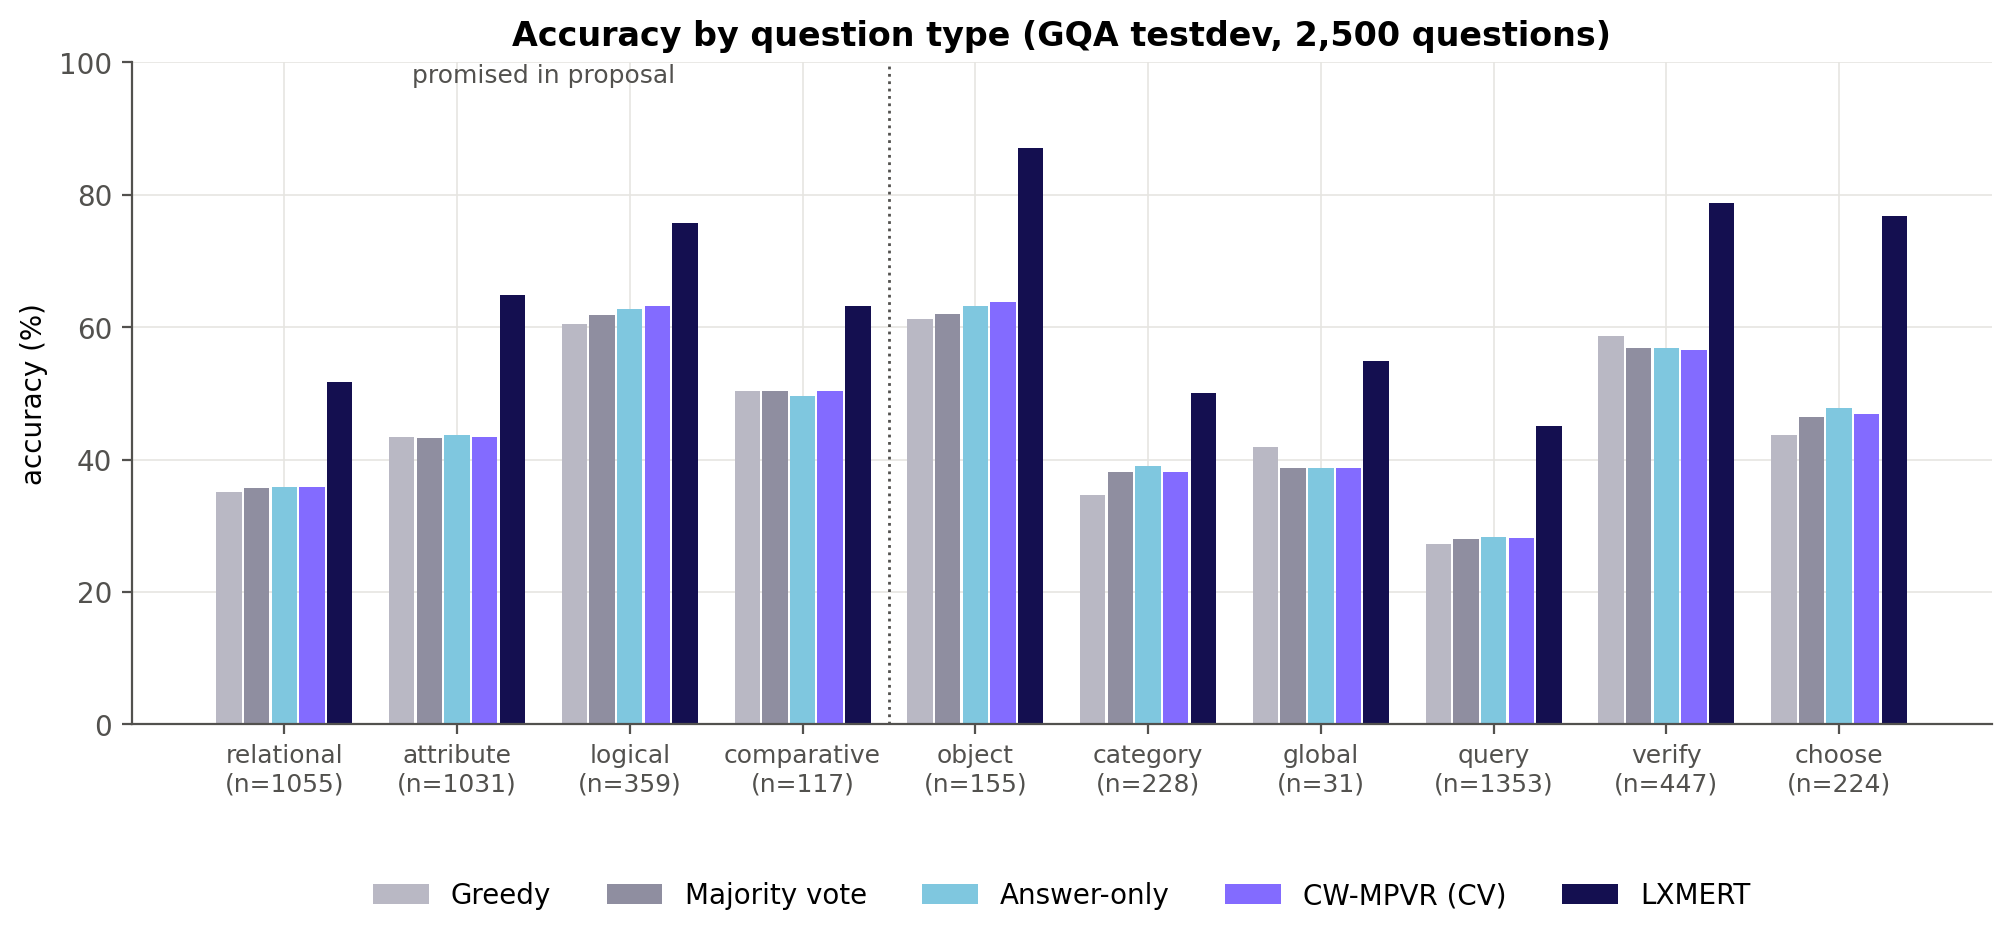 Accuracy by question type (GQA testdev, 2,500 questions)
promised in proposal
accuracy (%)
100
80
60
40
20
0
relational
(n=1055)
attribute
(n=1031)
logical
(n=359)
comparative
(n=117)
object
(n=155)
category
(n=228)
global
(n=31)
query
(n=1353)
verify
(n=447)
choose
(n=224)
Greedy
Majority vote
Answer-only
CW-MPVR (CV)
LXMERT